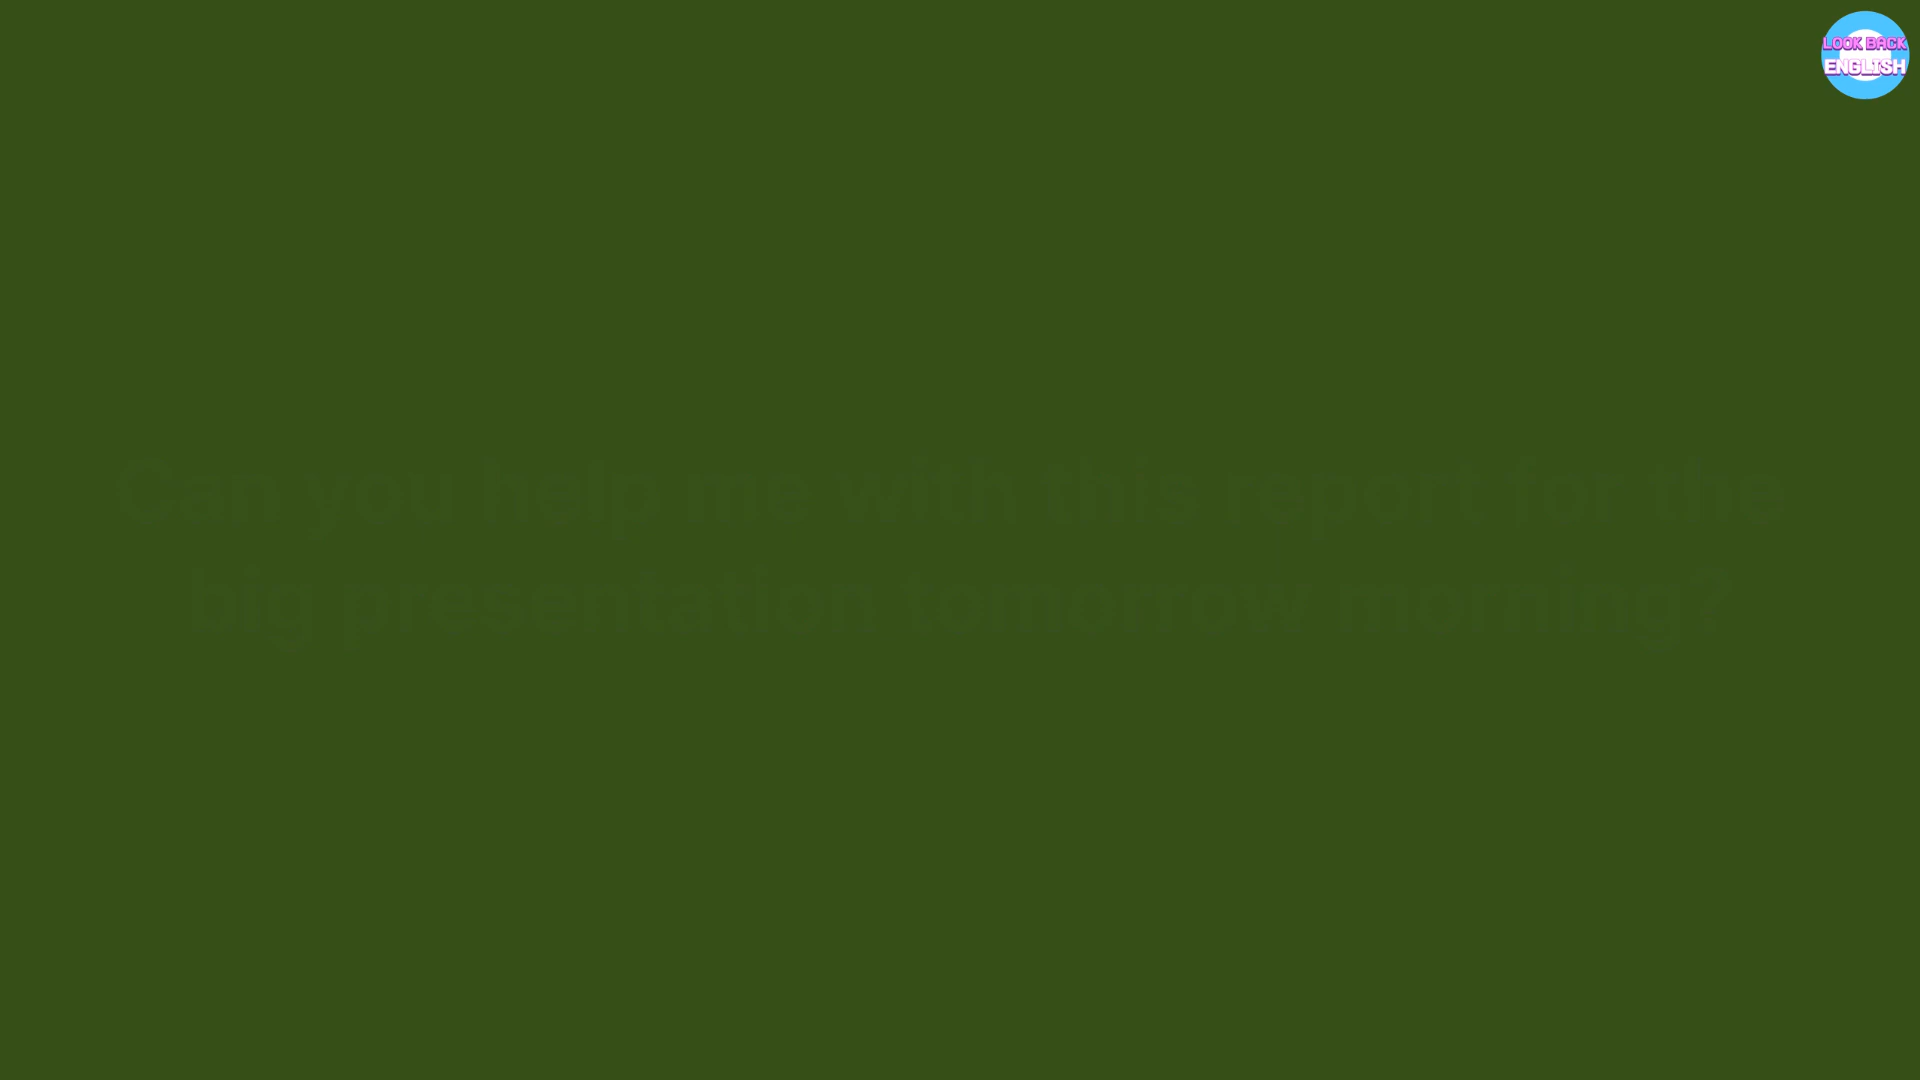 LOOK BACK
ENGLISH
Can you help me with this report for the
big presentation tomorrow morning?